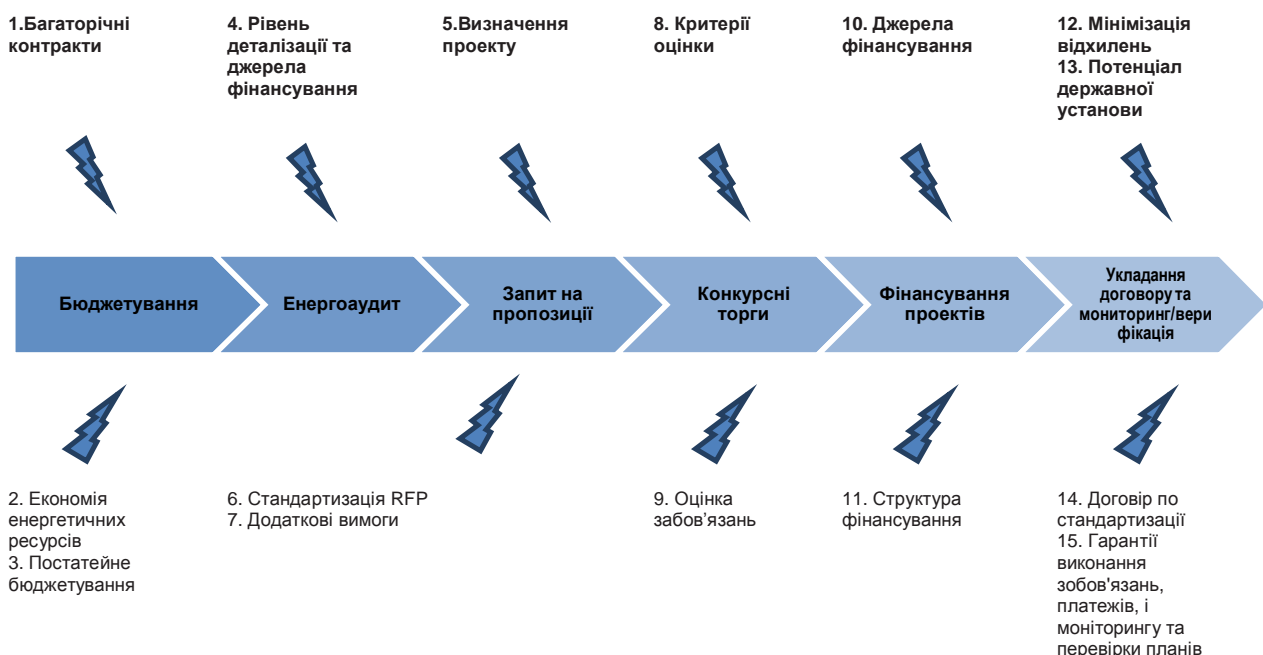 1.Багаторічні
контракти
4. Рівень
деталізації та
джерела
фінансування
5.Визначення
проекту
8. Критерії
оцінки
10. Джерела
фінансування
12. Мінімізація
відхилень
13. Потенціал
державної
установи
Бюджетування
Енергоаудит
Запит на
пропозиції
Конкурсні
торги
Фінансування
проектів
Укладання
договору та
мониторинг/вери
фікація
2. Економія
енергетичних
ресурсів
3. Постатейне
бюджетування
6. Стандартизація RFP
7. Додаткові вимоги
9. Оцінка
забов’язань
11. Структура
фінансування
14. Договір по
стандартизації
15. Гарантії
виконання
зобов'язань,
платежів, і
моніторингу та
перевірки планів